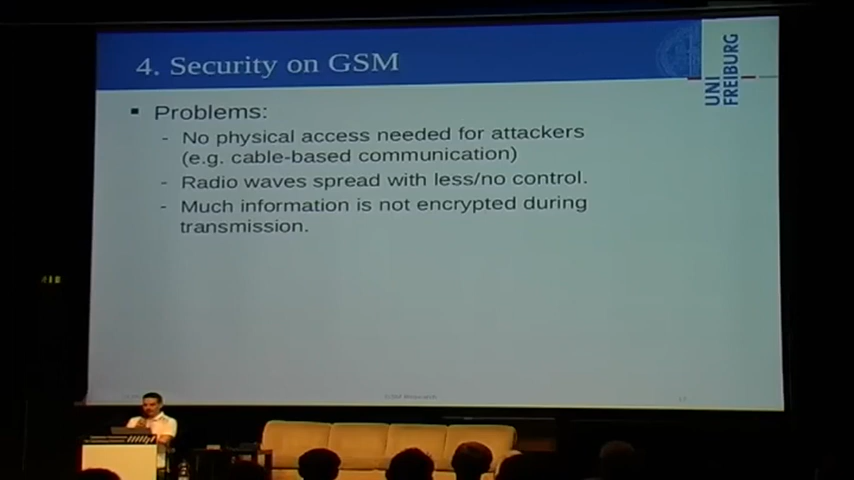 4. Security on GSM
UNI
FREIBURG
▪ Problems:
- No physical access needed for attackers
(e.g. cable-based communication)
- Radio waves spread with less/no control.
- Much information is not encrypted during
transmission.